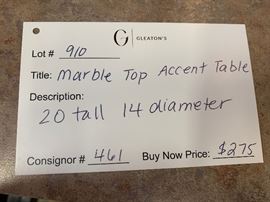 G GLEATON'S
Lot # 910
Title: Marble Top Accent Table
Description:
20 tall 14 diameter
Consignor # 461 Buy Now Price: $275